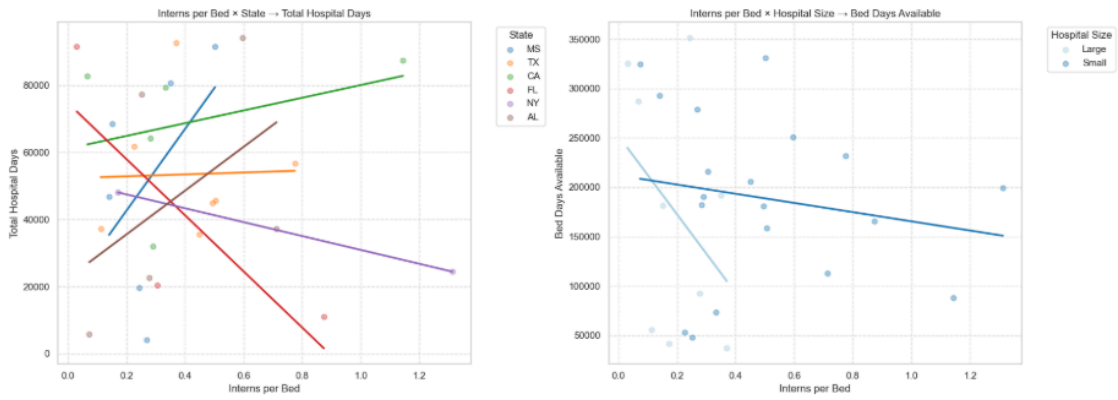 Interns per Bed × State → Total Hospital Days
Total Hospital Days
80000
60000
40000
20000
0
0.0 0.2 0.4 0.6 0.8 1.0 1.2
Interns per Bed
State
MS
TX
CA
FL
NY
AL
Interns per Bed × Hospital Size → Bed Days Available
Bed Days Available
350000
300000
250000
200000
150000
100000
50000
0.0 0.2 0.4 0.6 0.8 1.0 1.2
Interns per Bed
Hospital Size
Large
Small